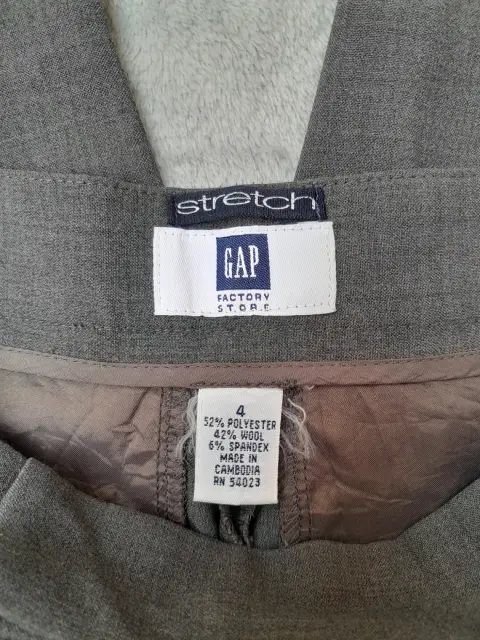 stretch
GAP
FACTORY
STORE
4
52% POLYESTER
42% WOOL
6% SPANDEX
MADE IN
CAMBODIA
RN 54023